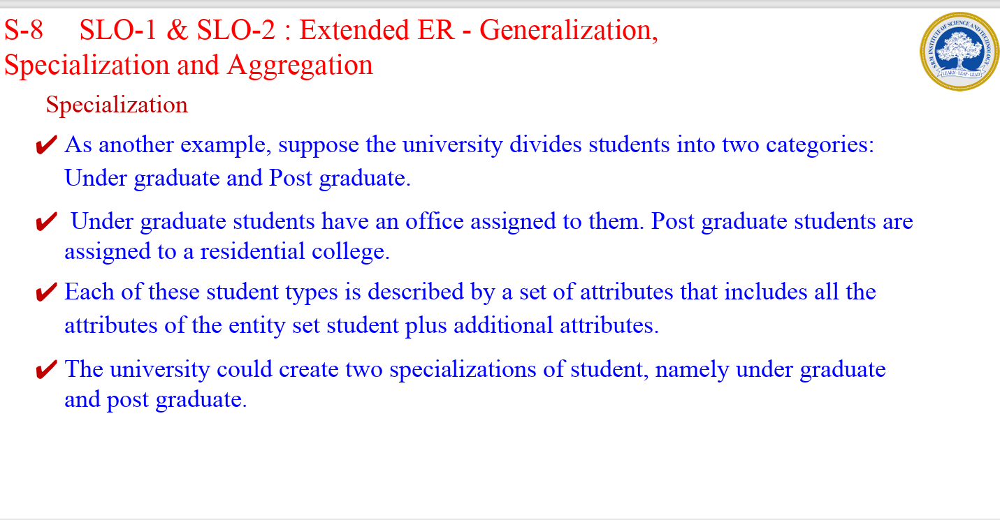 S-8 SLO-1 & SLO-2 : Extended ER - Generalization,
Specialization and Aggregation
SRM INSTITUTE OF SCIENCE AND TECHNOLOGY
LEARN - LEAP - LEAD
Specialization
✔ As another example, suppose the university divides students into two categories:
Under graduate and Post graduate.
✔ Under graduate students have an office assigned to them. Post graduate students are
assigned to a residential college.
✔ Each of these student types is described by a set of attributes that includes all the
attributes of the entity set student plus additional attributes.
✔ The university could create two specializations of student, namely under graduate
and post graduate.